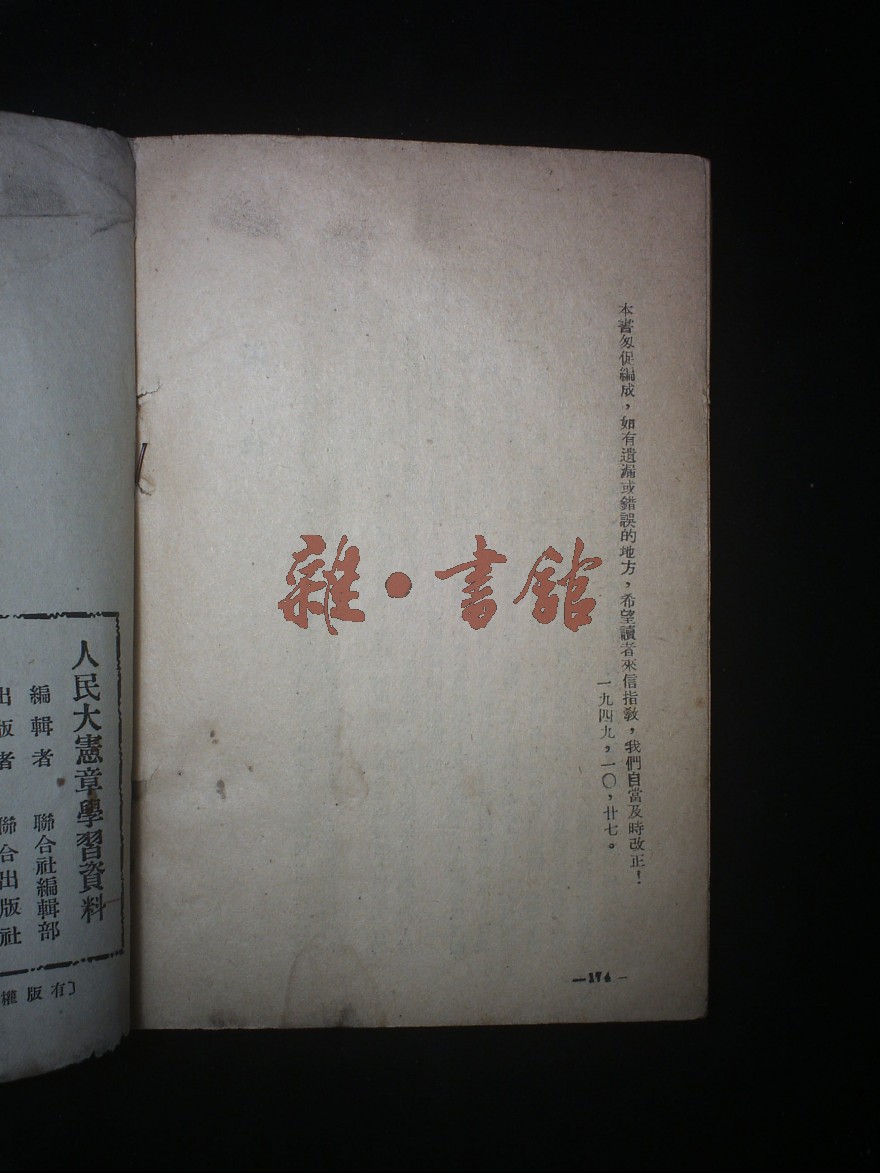 本書匆促編成，如有遺漏或錯誤的地方，希望讀者來信指教，我們自當及時改正！
一九四九，一〇，廿七。
—174—
雜·書館
人民大憲章學習資料
編輯者 聯合社編輯部
出版者 聯合出版社
權版有〕